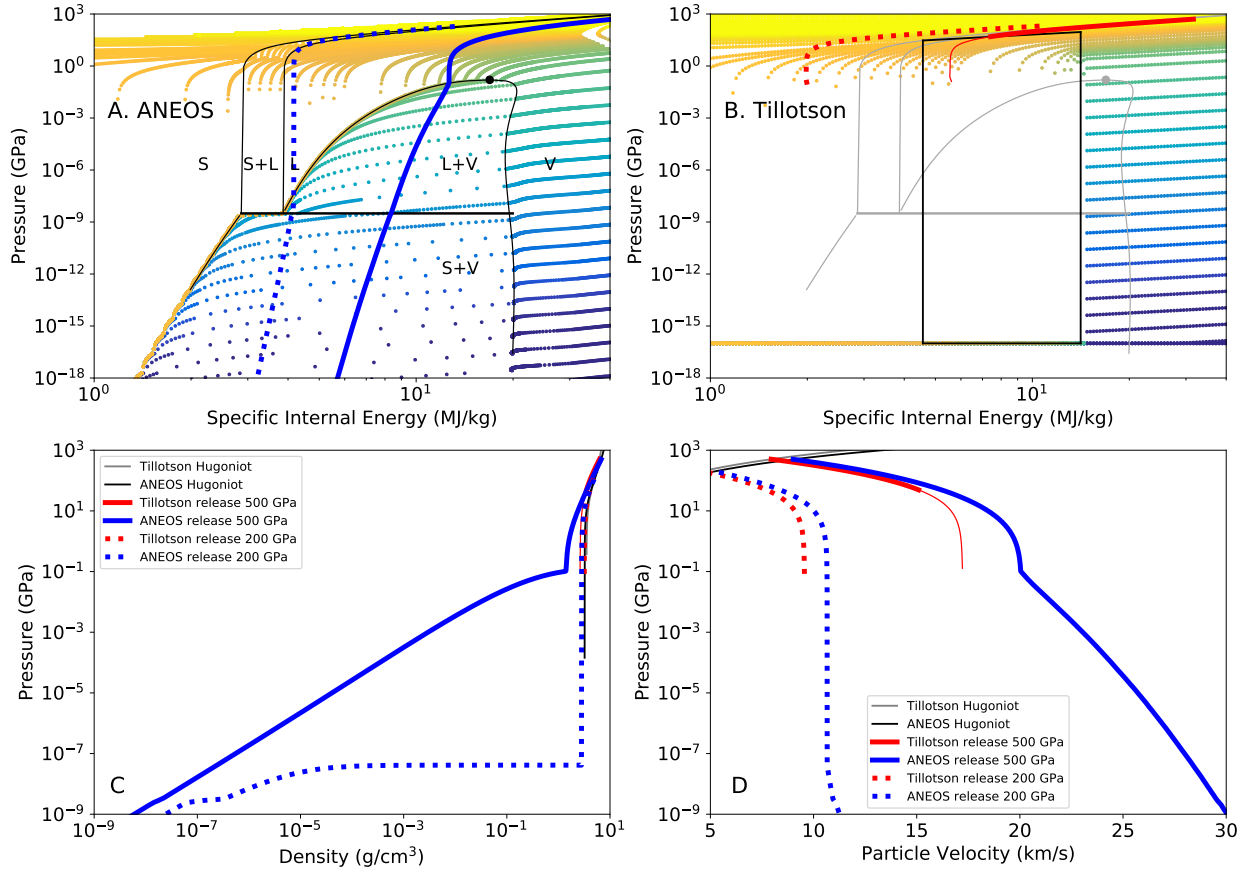 A. ANEOS
S
S+L
L
L+V
V
S+V
Pressure (GPa)
10³
10⁰
10⁻³
10⁻⁶
10⁻⁹
10⁻¹²
10⁻¹⁵
10⁻¹⁸
10⁰
10¹
Specific Internal Energy (MJ/kg)
B. Tillotson
Pressure (GPa)
10³
10⁰
10⁻³
10⁻⁶
10⁻⁹
10⁻¹²
10⁻¹⁵
10⁻¹⁸
10⁰
10¹
Specific Internal Energy (MJ/kg)
Tillotson Hugoniot
ANEOS Hugoniot
Tillotson release 500 GPa
ANEOS release 500 GPa
Tillotson release 200 GPa
ANEOS release 200 GPa
C
Pressure (GPa)
10³
10¹
10⁻¹
10⁻³
10⁻⁵
10⁻⁷
10⁻⁹
10⁻⁹
10⁻⁷
10⁻⁵
10⁻³
10⁻¹
10¹
Density (g/cm³)
Tillotson Hugoniot
ANEOS Hugoniot
Tillotson release 500 GPa
ANEOS release 500 GPa
Tillotson release 200 GPa
ANEOS release 200 GPa
D
Pressure (GPa)
10³
10¹
10⁻¹
10⁻³
10⁻⁵
10⁻⁷
10⁻⁹
5
10
15
20
25
30
Particle Velocity (km/s)